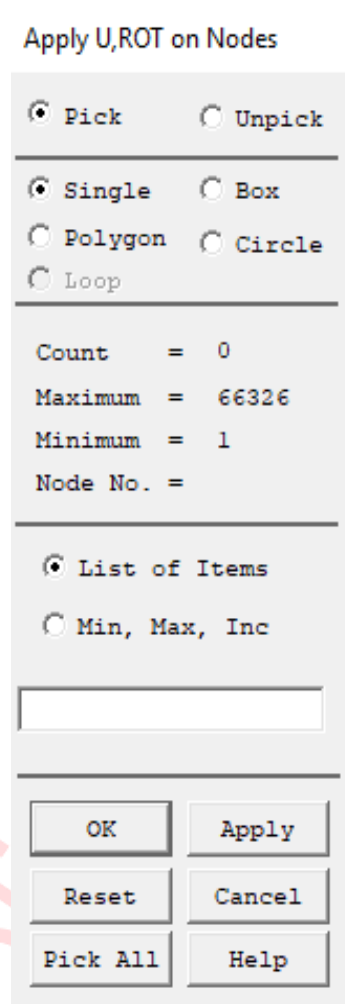 Apply U,ROT on Nodes
Pick Unpick
Single Box
Polygon Circle
Loop
Count = 0
Maximum = 66326
Minimum = 1
Node No. =
List of Items
Min, Max, Inc
OK Apply
Reset Cancel
Pick All Help